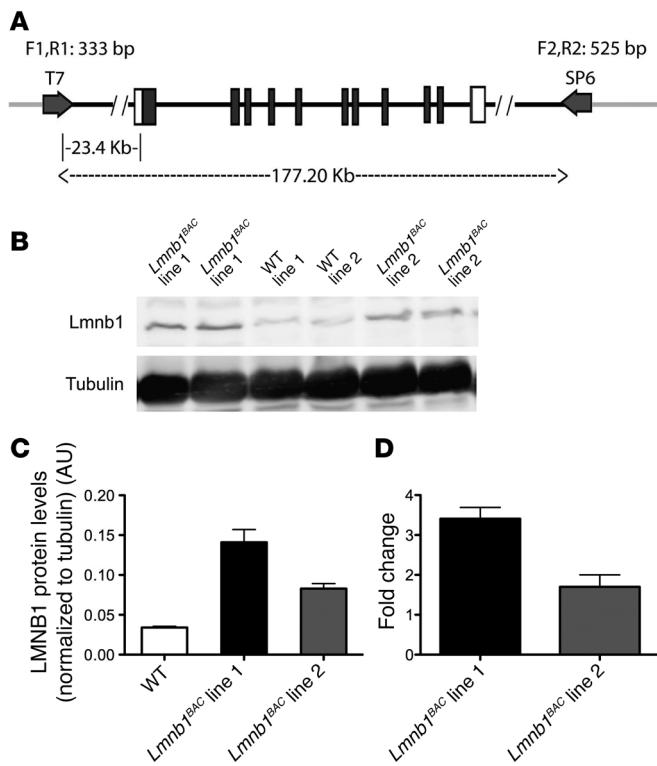 A
F1,R1: 333 bp
F2,R2: 525 bp
T7
SP6
//
//
|-23.4 Kb-|
<-----------------------177.20 Kb----------------------->
B
Lmnb1BAC line 1
Lmnb1BAC line 1
WT line 1
WT line 2
Lmnb1BAC line 2
Lmnb1BAC line 2
Lmnb1
Tubulin
C
LMNB1 protein levels
(normalized to tubulin) (AU)
0.20
0.15
0.10
0.05
0.00
WT
Lmnb1BAC line 1
Lmnb1BAC line 2
D
Fold change
4
3
2
1
0
Lmnb1BAC line 1
Lmnb1BAC line 2